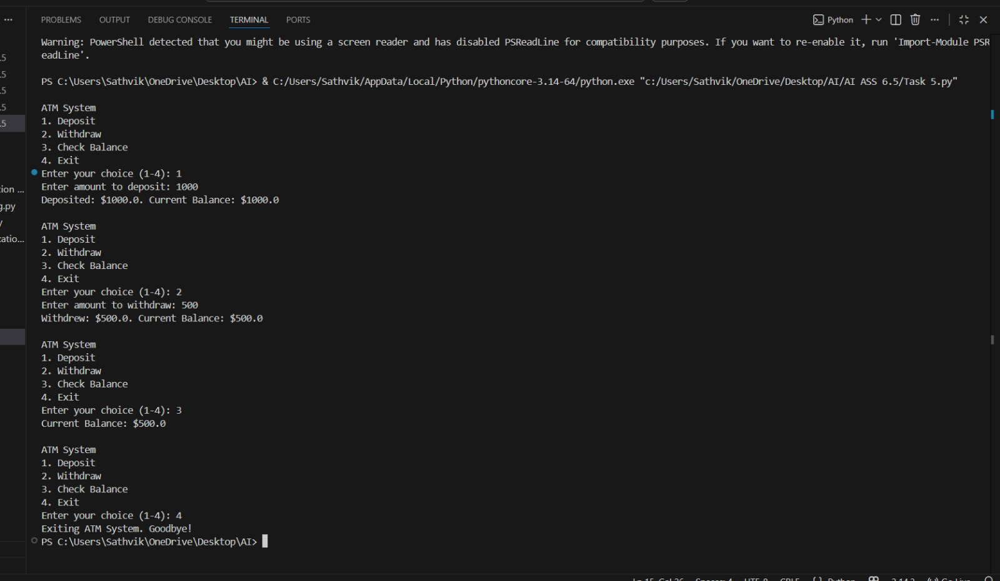 PROBLEMS OUTPUT DEBUG CONSOLE TERMINAL PORTS Python
Warning: PowerShell detected that you might be using a screen reader and has disabled PSReadLine for compatibility purposes. If you want to re-enable it, run 'Import-Module PSR
eadLine'.
PS C:\Users\Sathvik\OneDrive\Desktop\AI> & C:/Users/Sathvik/AppData/Local/Python/pythoncore-3.14-64/python.exe "c:/Users/Sathvik/OneDrive/Desktop/AI/AI ASS 6.5/Task 5.py"
ATM System
1. Deposit
2. Withdraw
3. Check Balance
4. Exit
Enter your choice (1-4): 1
Enter amount to deposit: 1000
Deposited: $1000.0. Current Balance: $1000.0
ATM System
1. Deposit
2. Withdraw
3. Check Balance
4. Exit
Enter your choice (1-4): 2
Enter amount to withdraw: 500
Withdrew: $500.0. Current Balance: $500.0
ATM System
1. Deposit
2. Withdraw
3. Check Balance
4. Exit
Enter your choice (1-4): 3
Current Balance: $500.0
ATM System
1. Deposit
2. Withdraw
3. Check Balance
4. Exit
Enter your choice (1-4): 4
Exiting ATM System. Goodbye!
PS C:\Users\Sathvik\OneDrive\Desktop\AI>
.5
.5
.5
.5
.5
tion ...
g.py
/
catio...